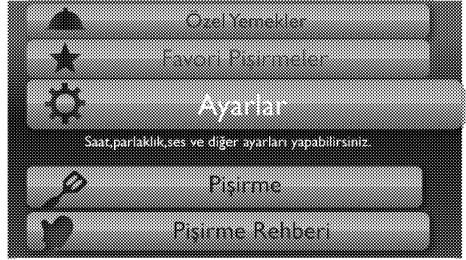 Özel Yemekler
Favori Pişirmeler
Ayarlar
Saat,parlaklık,ses ve diğer ayarları yapabilirsiniz.
Pişirme
Pişirme Rehberi